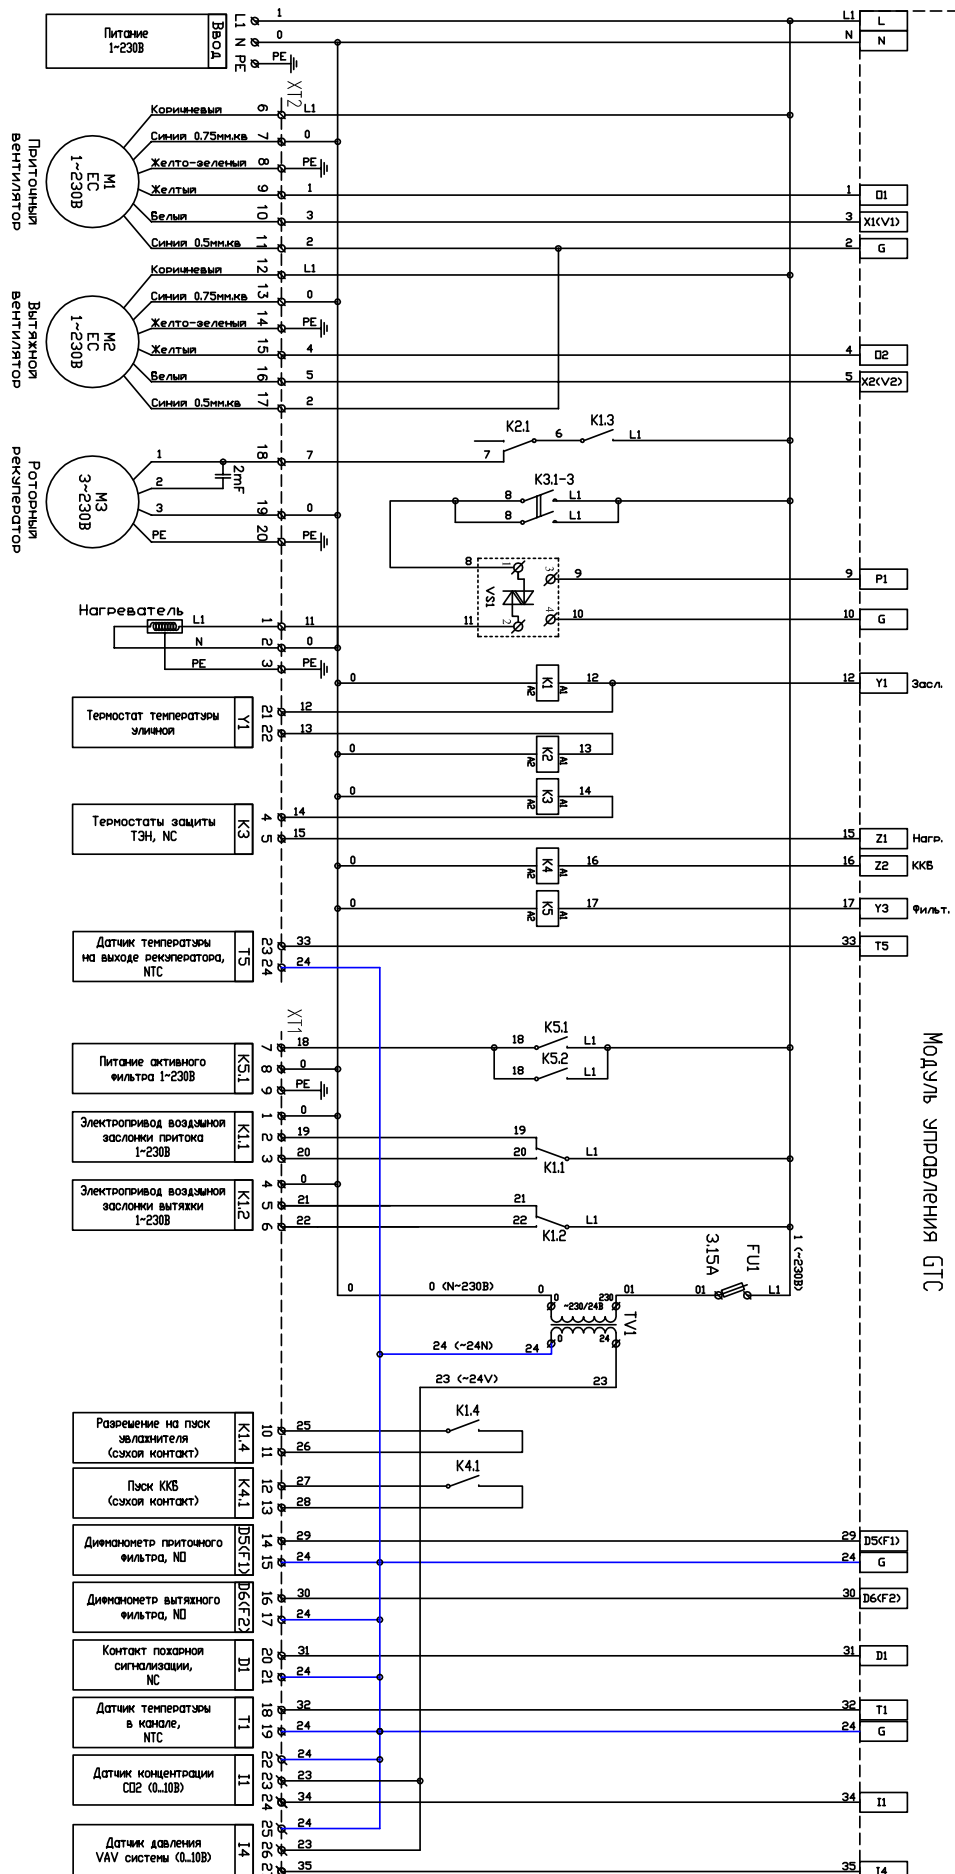 Питание
1~230В
Ввод
L1
N
PE
1
0
PE
L1
L
N
N
XT2
Приточный
вентилятор
M1
EC
1~230В
Коричневый
6
L1
Синий 0.75мм.кв
7
0
Желто-зеленый
8
PE
Желтый
9
1
1
O1
Белый
10
3
3
X1(V1)
Синий 0.5мм.кв
11
2
2
G
Вытяжной
вентилятор
M2
EC
1~230В
Коричневый
12
L1
Синий 0.75мм.кв
13
0
Желто-зеленый
14
PE
Желтый
15
4
4
O2
Белый
16
5
5
X2(V2)
Синий 0.5мм.кв
17
2
K2.1
6
K1.3
L1
7
Роторный
рекуператор
M3
3~230В
1
18
7
2
2mF
3
19
0
PE
20
PE
K3.1-3
8
L1
8
L1
8
VS1
1
2
3
4
9
9
P1
10
10
G
Нагреватель
L1
1
11
11
N
2
0
PE
3
PE
0
K1
A2
A1
12
12
Y1
Засл.
Термостат температуры
уличной
Y1
21
22
12
13
0
K2
A2
A1
13
0
K3
A2
A1
14
Термостаты защиты
ТЭН, NC
K3
4
5
14
15
15
Z1
Нагр.
0
K4
A2
A1
16
16
Z2
ККБ
0
K5
A2
A1
17
17
Y3
Фильт.
Датчик температуры
на выходе рекуператора,
NTC
T5
23
24
33
24
33
T5
Модуль управления GTC
XT1
Питание активного
фильтра 1~230В
K5.1
7
8
9
18
0
PE
K5.1
18
L1
K5.2
18
L1
Электропривод воздушной
заслонки притока
1~230В
K1.1
1
2
3
0
19
20
19
20
K1.1
L1
Электропривод воздушной
заслонки вытяжки
1~230В
K1.2
4
5
6
0
21
22
21
22
K1.2
L1
1 (~230В)
FU1
3.15A
0
0 (N~230В)
0
0
230
01
01
L1
~230/24В
TV1
0
24
24 (~24N)
24
23 (~24V)
23
Разрешение на пуск
увлажнителя
(сухой контакт)
K1.4
10
11
25
26
K1.4
Пуск ККБ
(сухой контакт)
K4.1
12
13
27
28
K4.1
Дифманометр приточного
фильтра, NO
D5(F1)
14
15
29
24
29
D5(F1)
24
G
Дифманометр вытяжного
фильтра, NO
D6(F2)
16
17
30
24
30
D6(F2)
Контакт пожарной
сигнализации,
NC
D1
20
21
31
24
31
D1
Датчик температуры
в канале,
NTC
T1
18
19
32
24
32
T1
24
G
Датчик концентрации
CO2 (0...10В)
I1
22
23
24
24
23
34
34
I1
Датчик давления
VAV системы (0...10В)
I4
25
26
24
23
35
35
I4